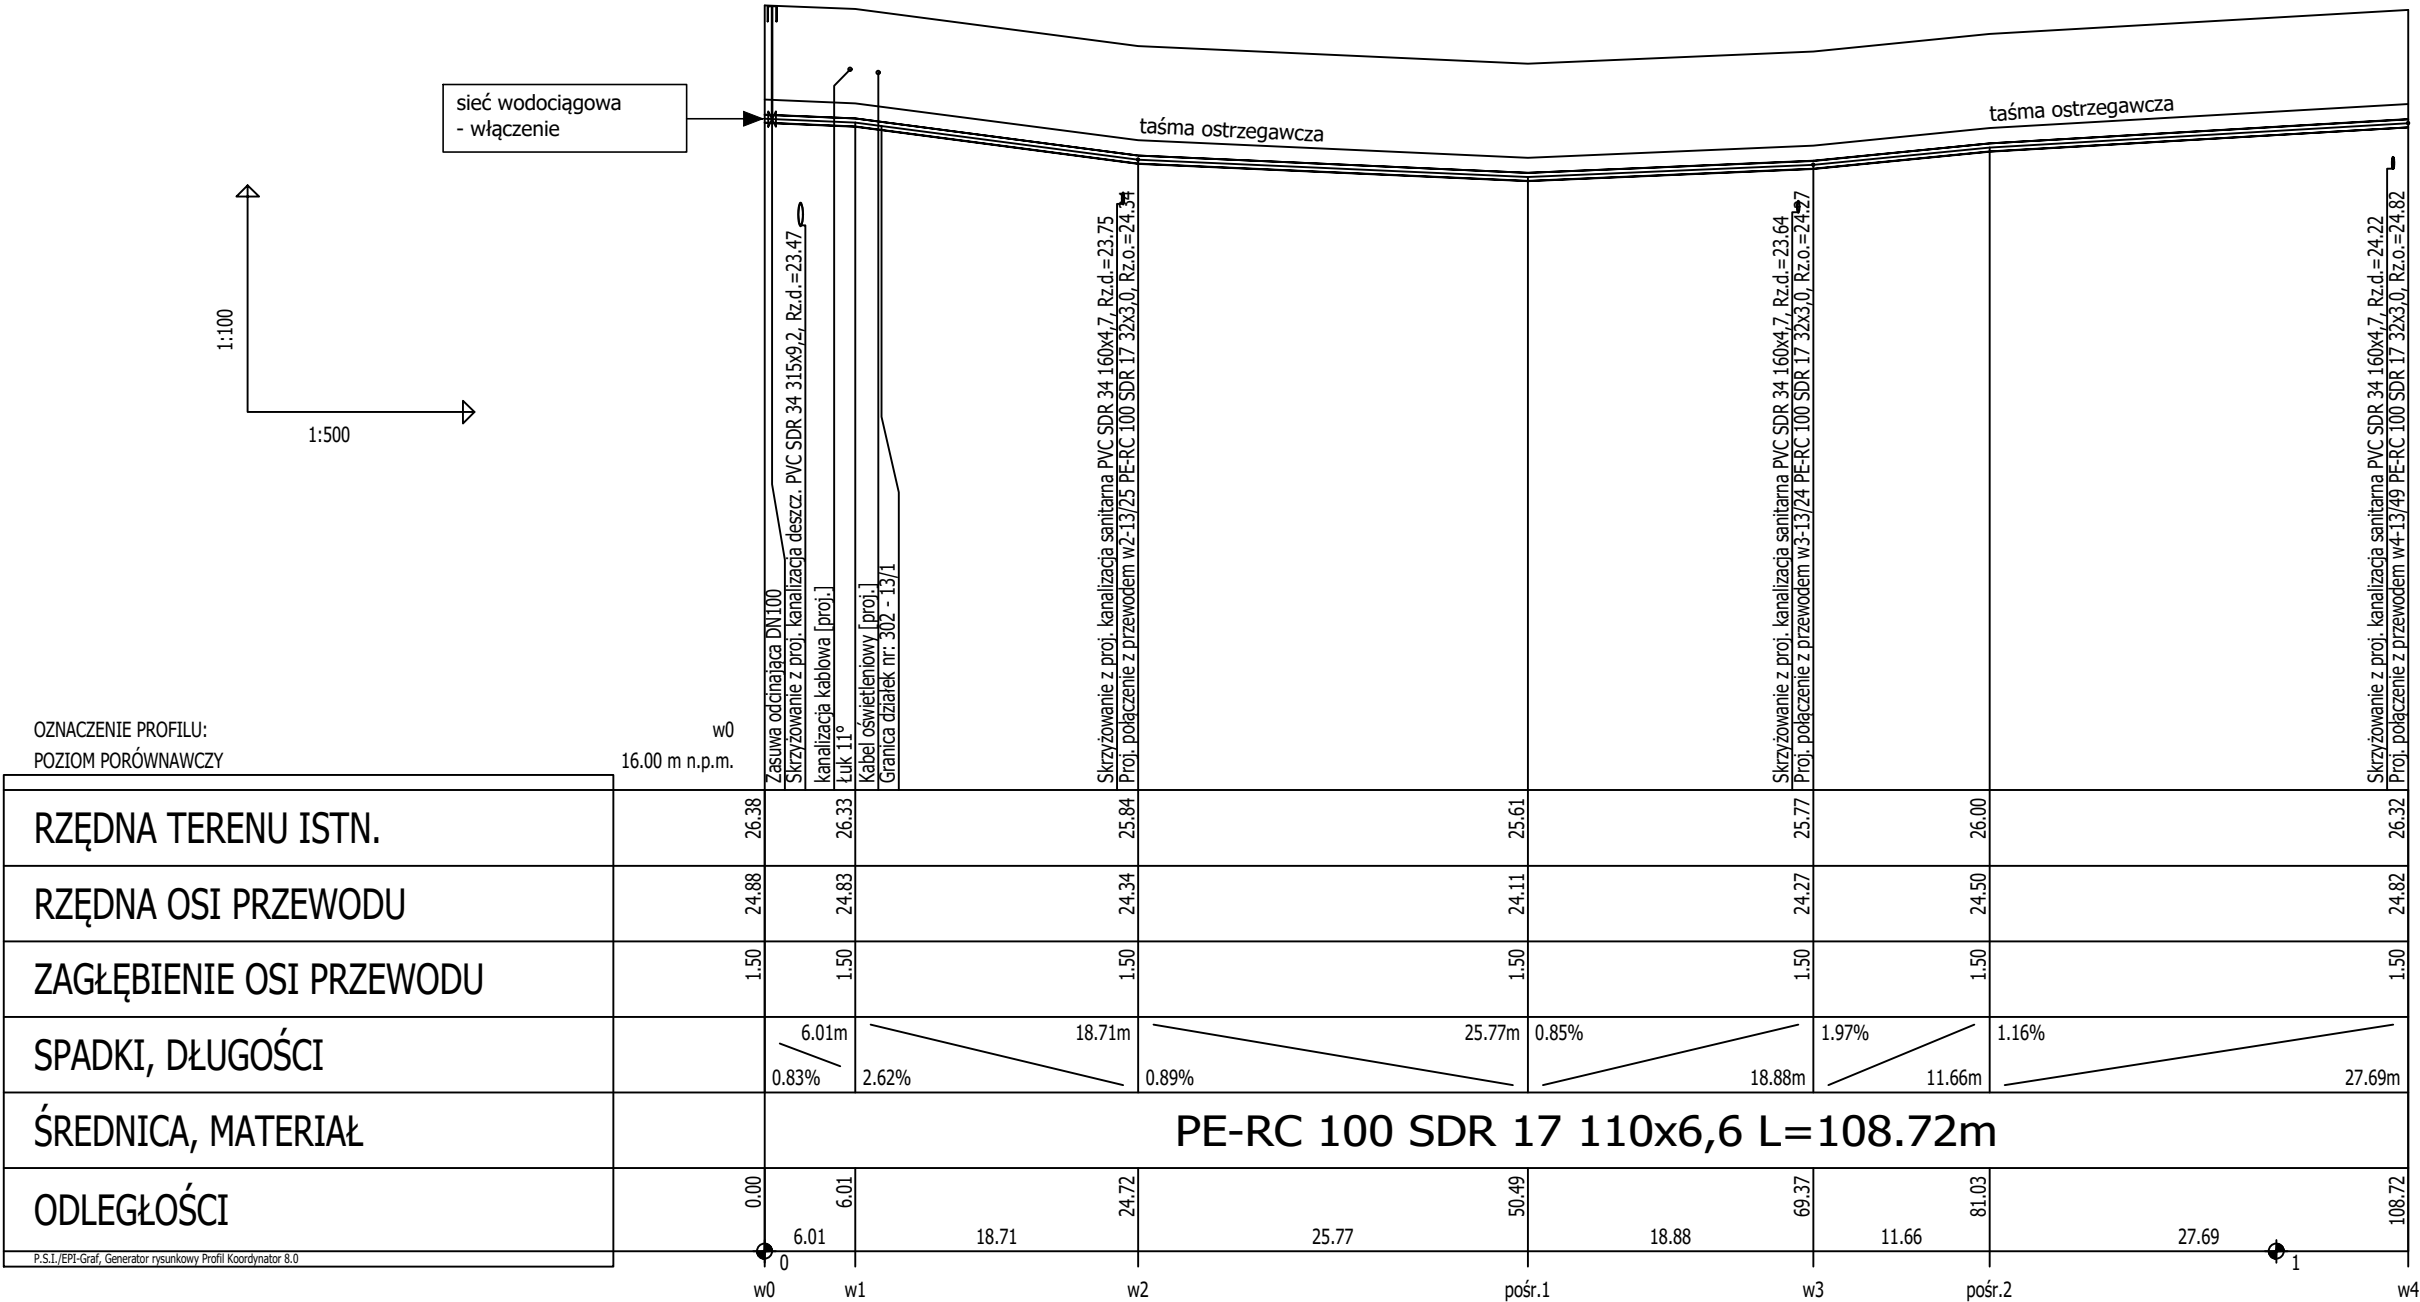 sieć wodociągowa
- włączenie
taśma ostrzegawcza
taśma ostrzegawcza
1:100
1:500
Zasuwa odcinająca DN100
Skrzyżowanie z proj. kanalizacja deszcz. PVC SDR 34 315x9,2, Rz.d.=23.47
kanalizacja kablowa [proj.]
Łuk 11°
Kabel oświetleniowy [proj.]
Granica działek nr: 302 - 13/1
Skrzyżowanie z proj. kanalizacja sanitarna PVC SDR 34 160x4,7, Rz.d.=23.75
Proj. połączenie z przewodem w2-13/25 PE-RC 100 SDR 17 32x3,0, Rz.o.=24.34
Skrzyżowanie z proj. kanalizacja sanitarna PVC SDR 34 160x4,7, Rz.d.=23.64
Proj. połączenie z przewodem w3-13/24 PE-RC 100 SDR 17 32x3,0, Rz.o.=24.27
Skrzyżowanie z proj. kanalizacja sanitarna PVC SDR 34 160x4,7, Rz.d.=24.22
Proj. połączenie z przewodem w4-13/49 PE-RC 100 SDR 17 32x3,0, Rz.o.=24.82
OZNACZENIE PROFILU: w0
POZIOM PORÓWNAWCZY 16.00 m n.p.m.
RZĘDNA TERENU ISTN. 26.38 26.33 25.84 25.61 25.77 26.00 26.32
RZĘDNA OSI PRZEWODU 24.88 24.83 24.34 24.11 24.27 24.50 24.82
ZAGŁĘBIENIE OSI PRZEWODU 1.50 1.50 1.50 1.50 1.50 1.50 1.50
SPADKI, DŁUGOŚCI
6.01m 18.71m 25.77m 0.85% 1.97% 1.16%
0.83% 2.62% 0.89% 18.88m 11.66m 27.69m
ŚREDNICA, MATERIAŁ PE-RC 100 SDR 17 110x6,6 L=108.72m
ODLEGŁOŚCI 0.00 6.01 24.72 50.49 69.37 81.03 108.72
6.01 18.71 25.77 18.88 11.66 27.69
P.S.I./EPI-Graf, Generator rysunkowy Profil Koordynator 8.0
0 1
w0 w1 w2 pośr.1 w3 pośr.2 w4